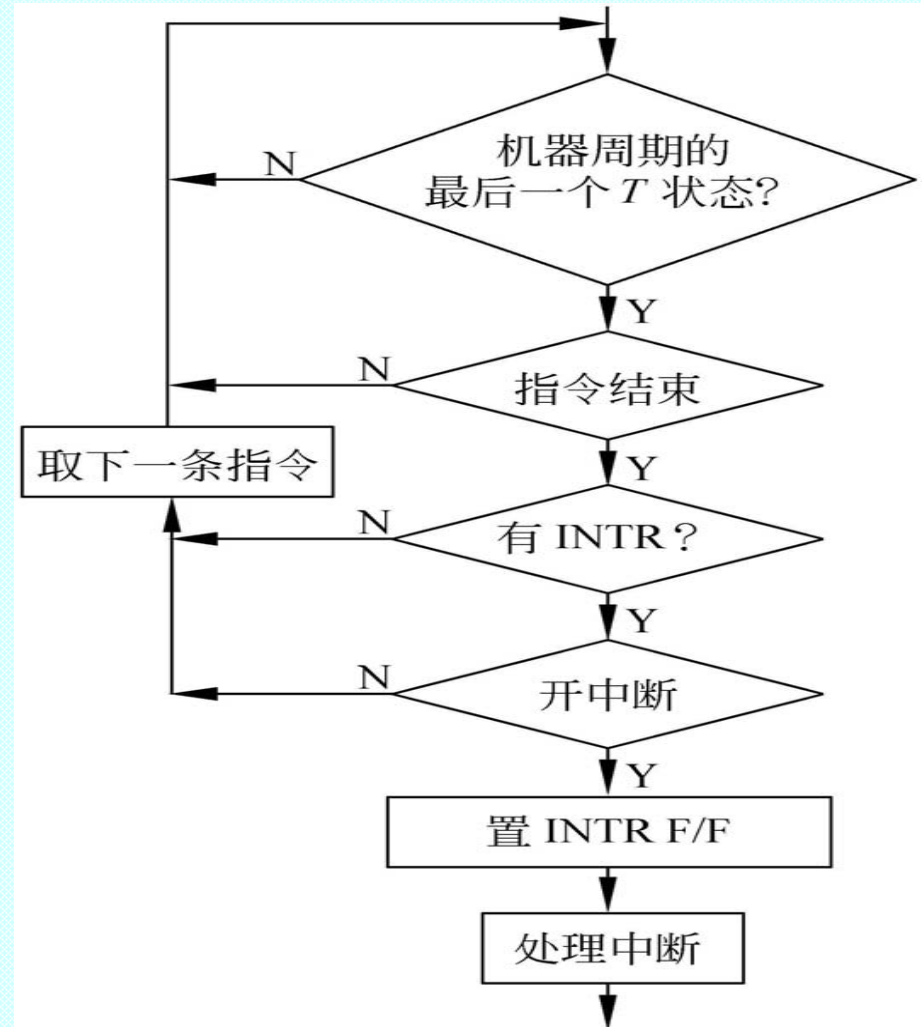 机器周期的
最后一个 T 状态?
N
Y
指令结束
N
Y
取下一条指令
有 INTR?
N
Y
开中断
N
Y
置 INTR F/F
处理中断